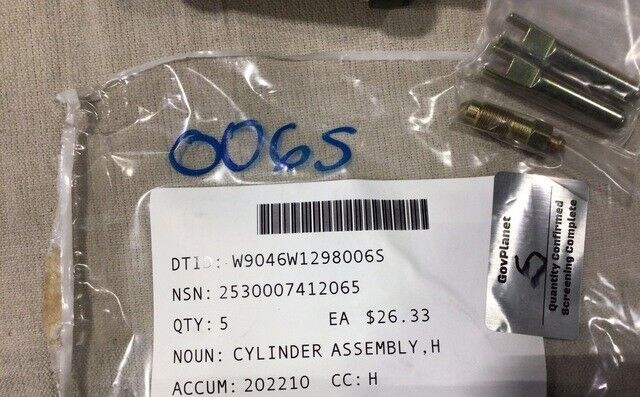 006S
DTID: W9046W1298006S
NSN: 2530007412065
QTY: 5 EA $26.33
NOUN: CYLINDER ASSEMBLY,H
ACCUM: 202210 CC: H
GovPlanet
5
Quantity Confirmed
Screening Complete